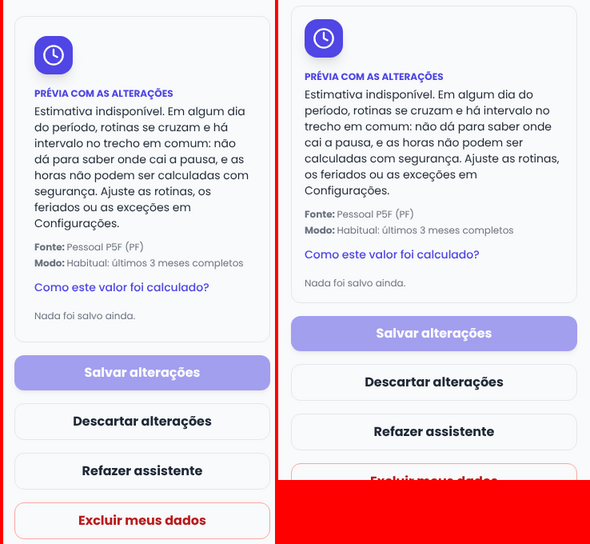 PRÉVIA COM AS ALTERAÇÕES
Estimativa indisponível. Em algum dia
do período, rotinas se cruzam e há
intervalo no trecho em comum: não
dá para saber onde cai a pausa, e as
horas não podem ser calculadas com
segurança. Ajuste as rotinas, os
feriados ou as exceções em
Configurações.
Fonte: Pessoal P5F (PF)
Modo: Habitual: últimos 3 meses completos
Como este valor foi calculado?
Nada foi salvo ainda.
Salvar alterações
Descartar alterações
Refazer assistente
Excluir meus dados
PRÉVIA COM AS ALTERAÇÕES
Estimativa indisponível. Em algum dia do
período, rotinas se cruzam e há intervalo no
trecho em comum: não dá para saber onde
cai a pausa, e as horas não podem ser
calculadas com segurança. Ajuste as rotinas,
os feriados ou as exceções em
Configurações.
Fonte: Pessoal P5F (PF)
Modo: Habitual: últimos 3 meses completos
Como este valor foi calculado?
Nada foi salvo ainda.
Salvar alterações
Descartar alterações
Refazer assistente
Excluir meus dados